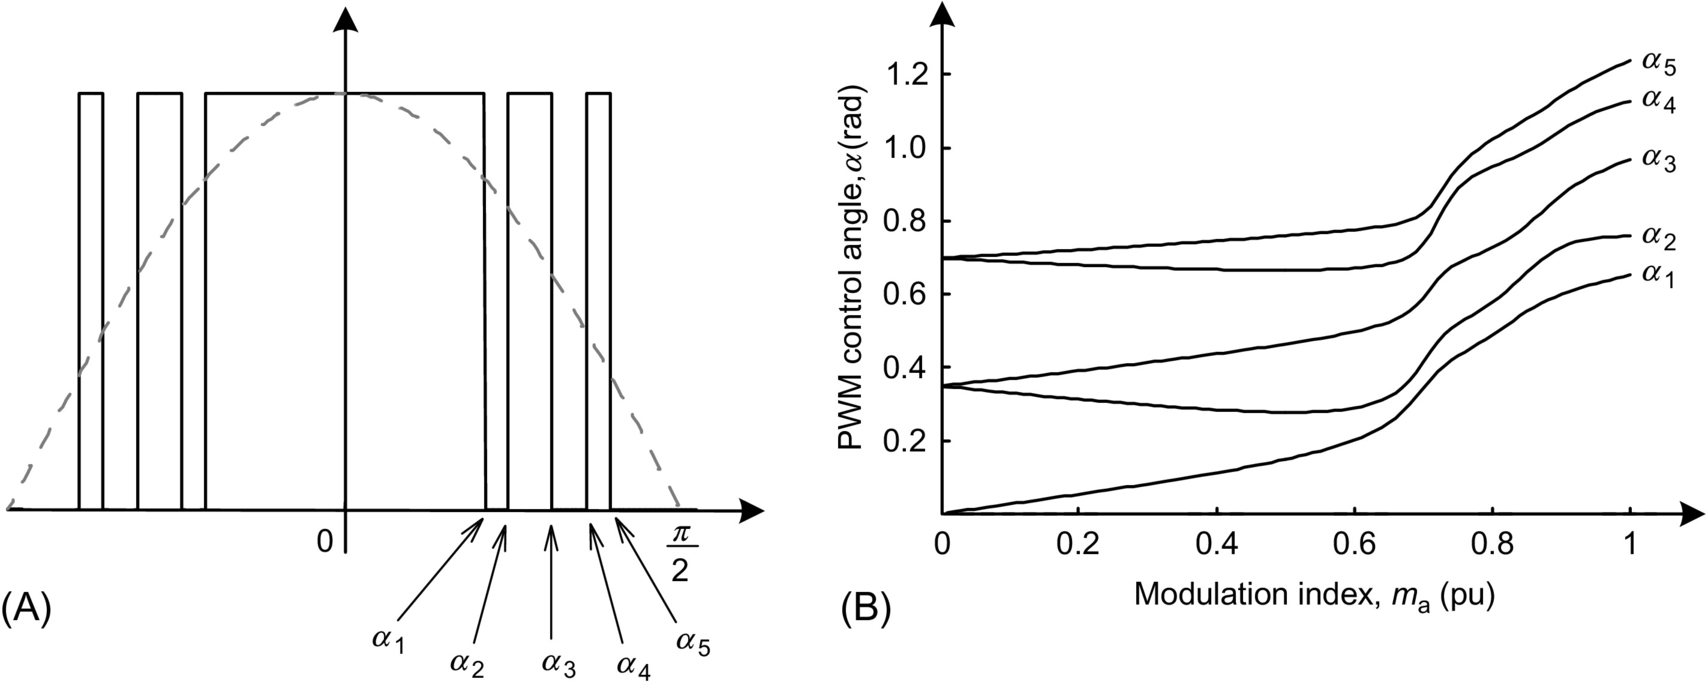 0
π/2
α1
α2
α3
α4
α5
(A)
PWM control angle, α(rad)
1.2
1.0
0.8
0.6
0.4
0.2
0
0.2
0.4
0.6
0.8
1
Modulation index, ma (pu)
α5
α4
α3
α2
α1
(B)